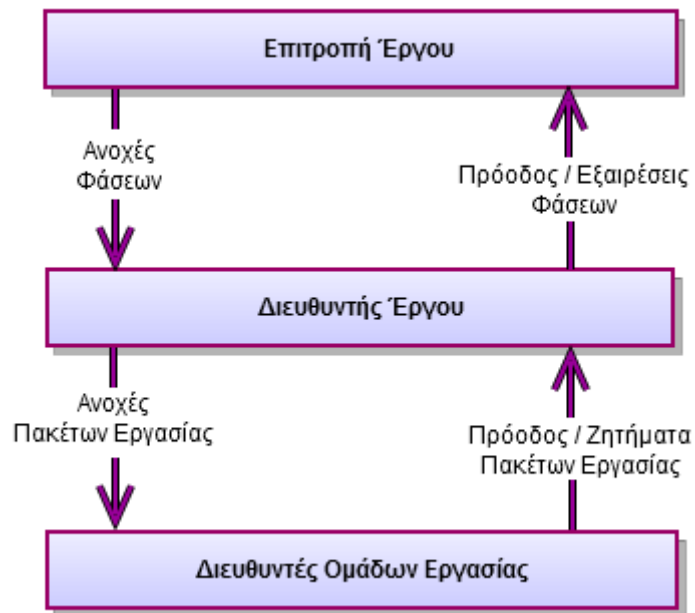 Επιτροπή Έργου
Ανοχές
Φάσεων
Πρόοδος / Εξαιρέσεις
Φάσεων
Διευθυντής Έργου
Ανοχές
Πακέτων Εργασίας
Πρόοδος / Ζητήματα
Πακέτων Εργασίας
Διευθυντές Ομάδων Εργασίας